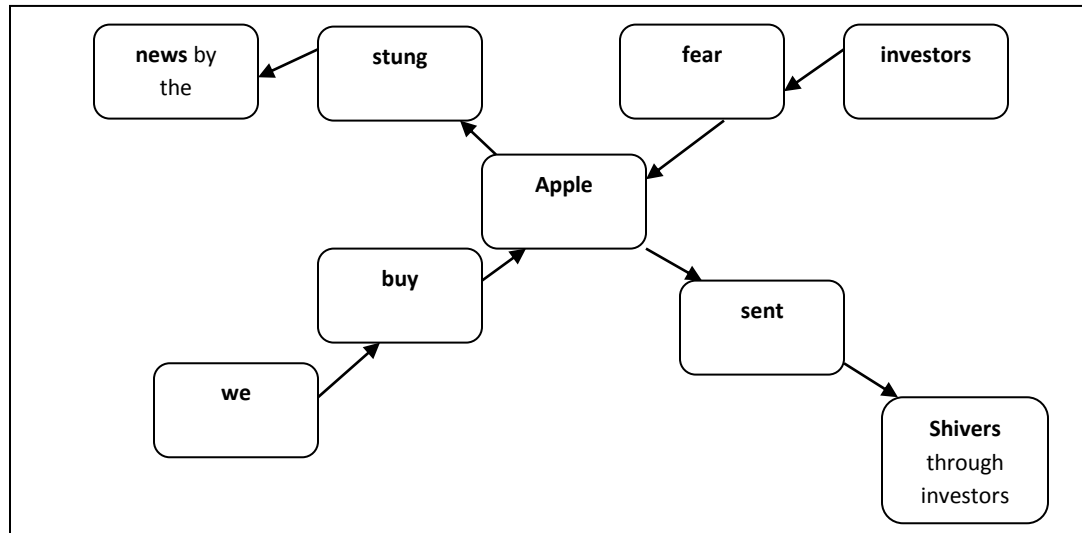 news by
the
stung
fear
investors
Apple
buy
sent
we
Shivers
through
investors